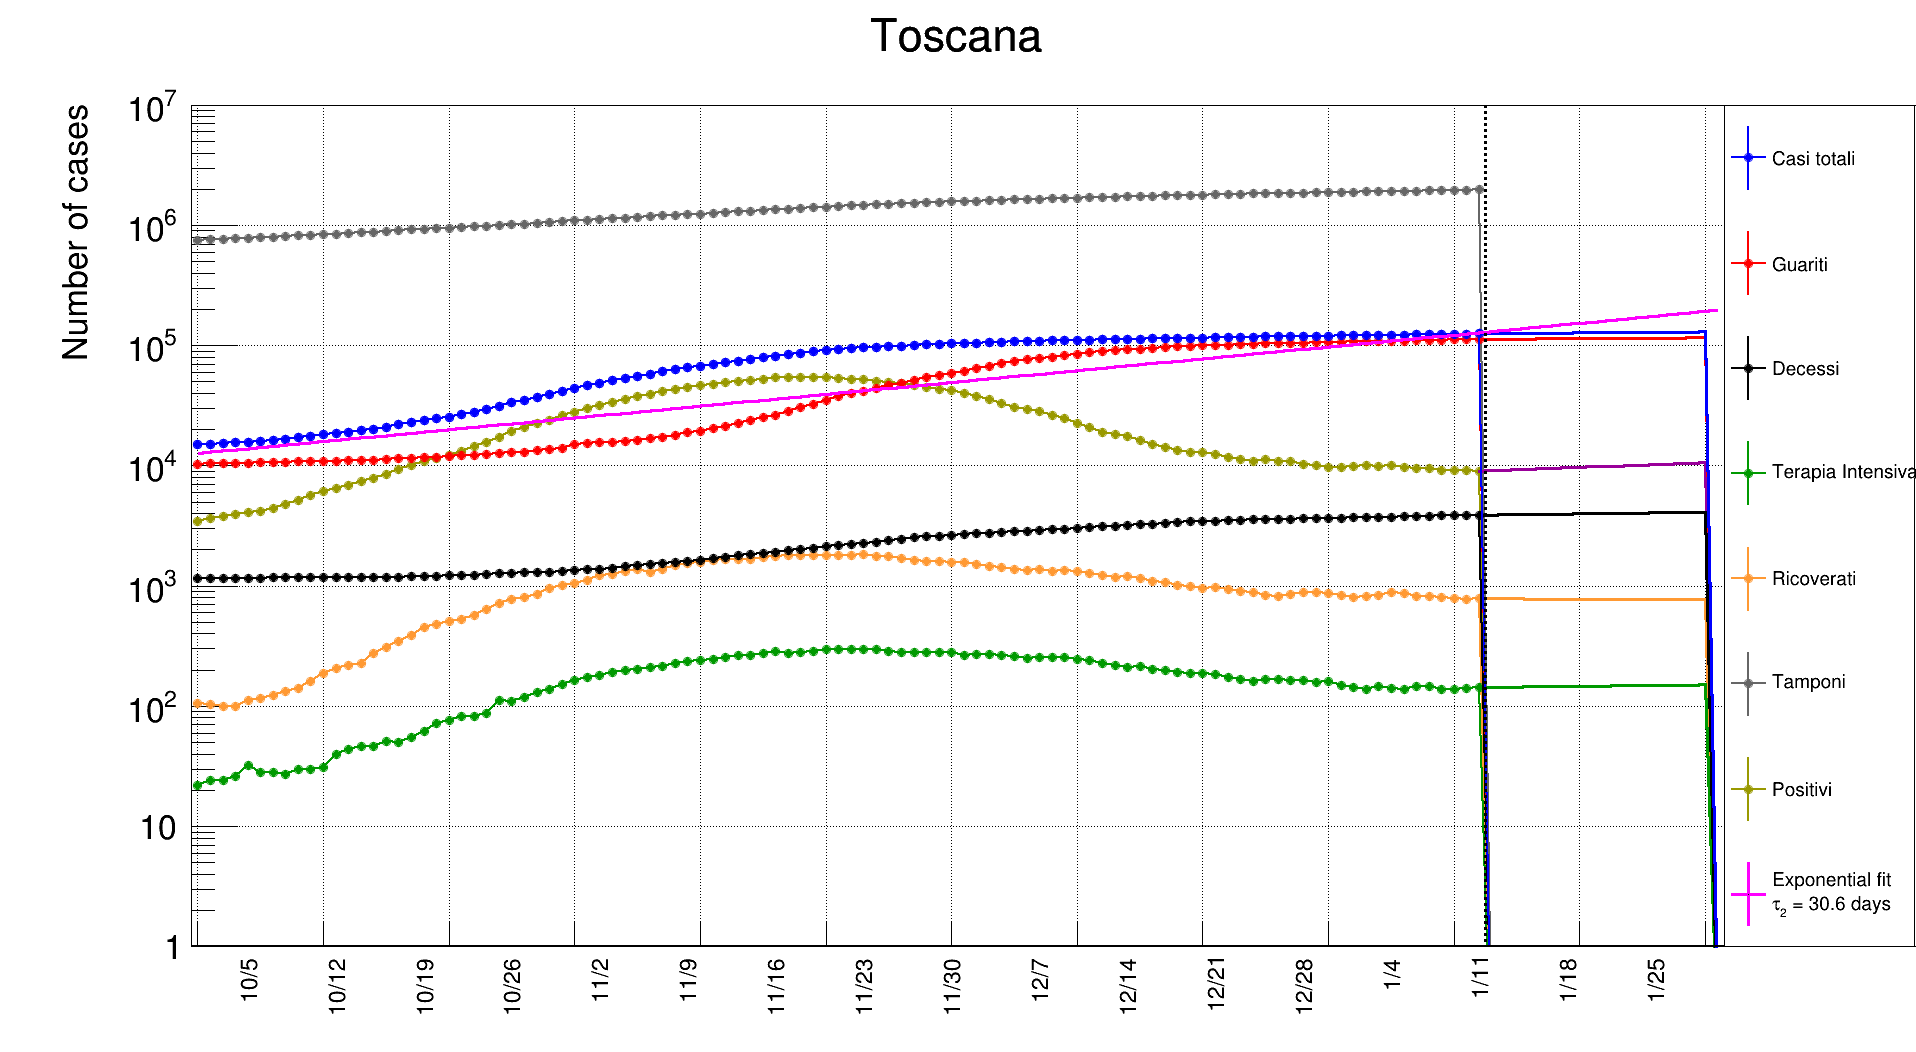 Toscana
Number of cases
10^7
10^6
10^5
10^4
10^3
10^2
10
1
10/5
10/12
10/19
10/26
11/2
11/9
11/16
11/23
11/30
12/7
12/14
12/21
12/28
1/4
1/11
1/18
1/25
Casi totali
Guariti
Decessi
Terapia Intensiva
Ricoverati
Tamponi
Positivi
Exponential fit
τ_2 = 30.6 days